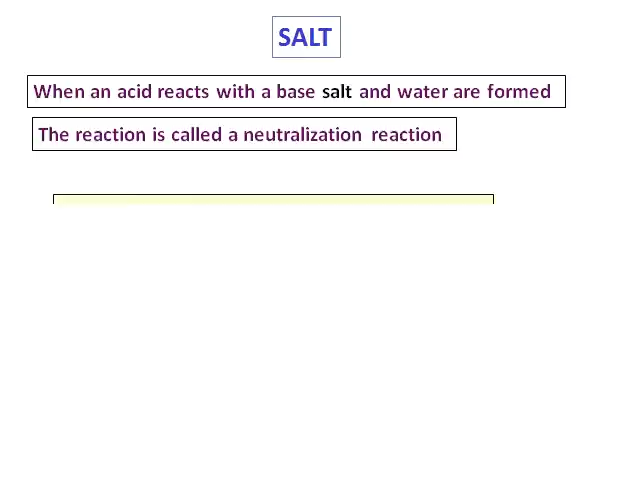 SALT
When an acid reacts with a base salt and water are formed
The reaction is called a neutralization reaction